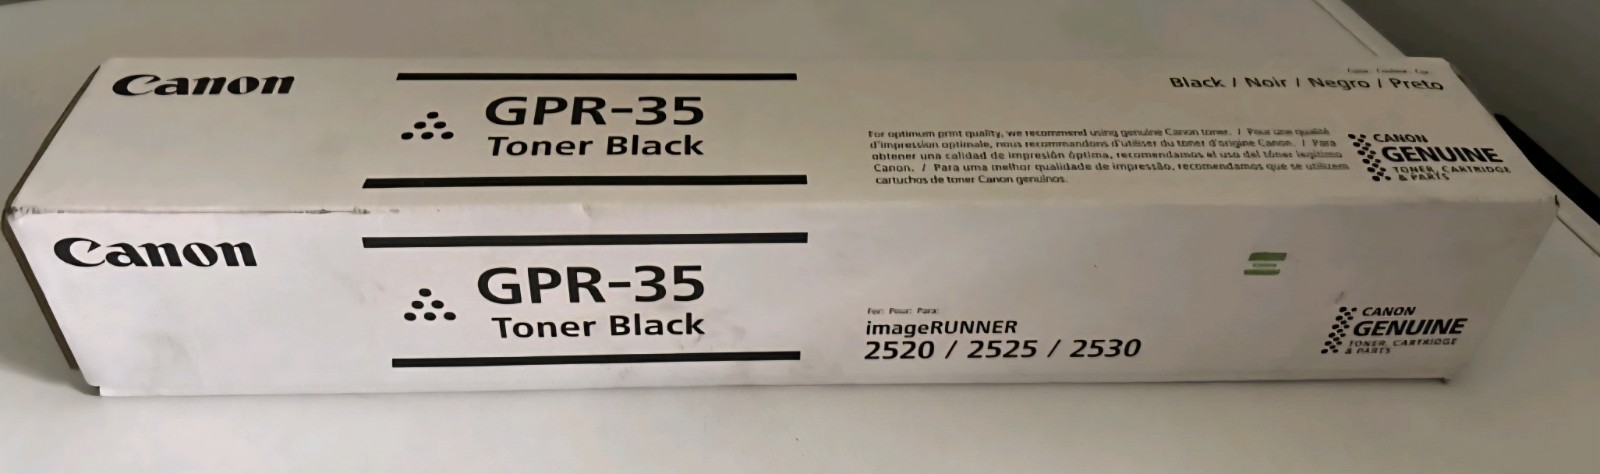 Canon
GPR-35
Toner Black
Black / Noir / Negro / Preto
For optimum print quality, we recommend using genuine Canon toner. / Pour une qualité
d'impression optimale, nous recommandons d'utiliser du toner d'origine Canon. / Para
obtener una calidad de impresión óptima, recomendamos el uso del tóner legítimo
Canon. / Para uma melhor qualidade de impressão, recomendamos que se utilizem
cartuchos de toner Canon genuínos.
CANON
GENUINE
TONER, CARTRIDGE
& PARTS
Canon
GPR-35
Toner Black
For: Pour: Para:
imageRUNNER
2520 / 2525 / 2530
CANON
GENUINE
TONER, CARTRIDGE
& PARTS